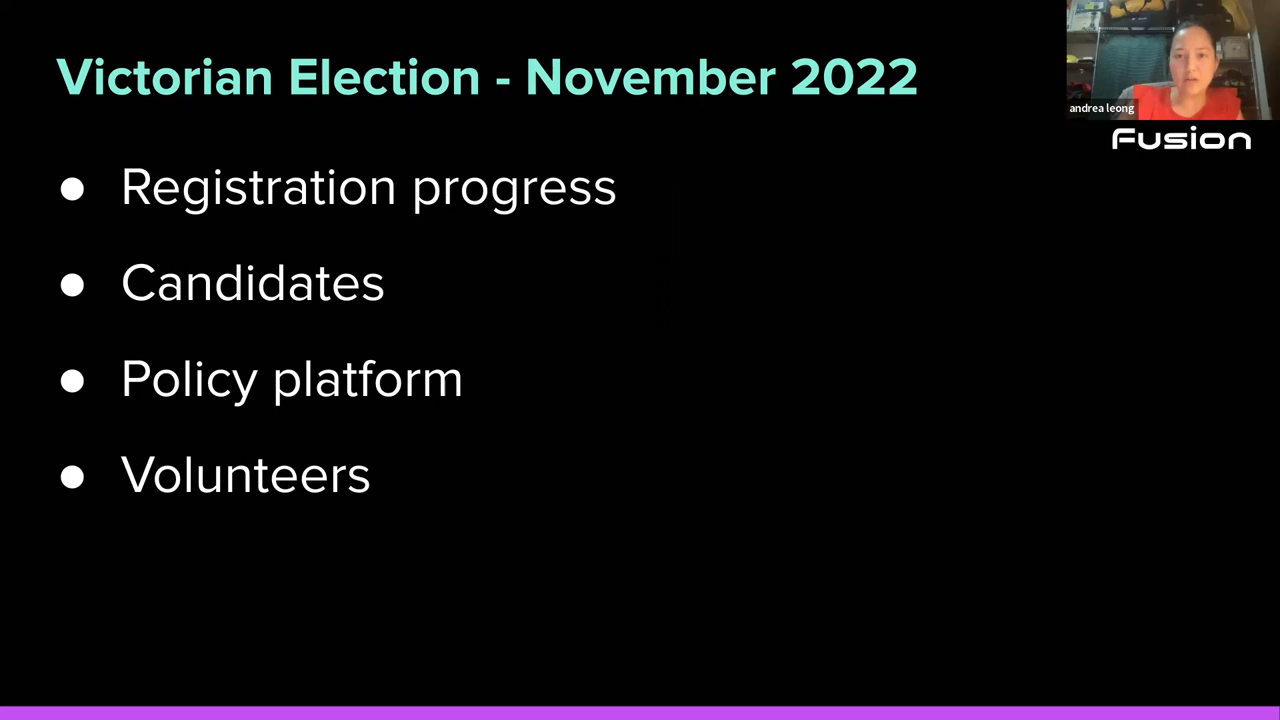 Victorian Election - November 2022
andrea leong
Fusion
● Registration progress
● Candidates
● Policy platform
● Volunteers